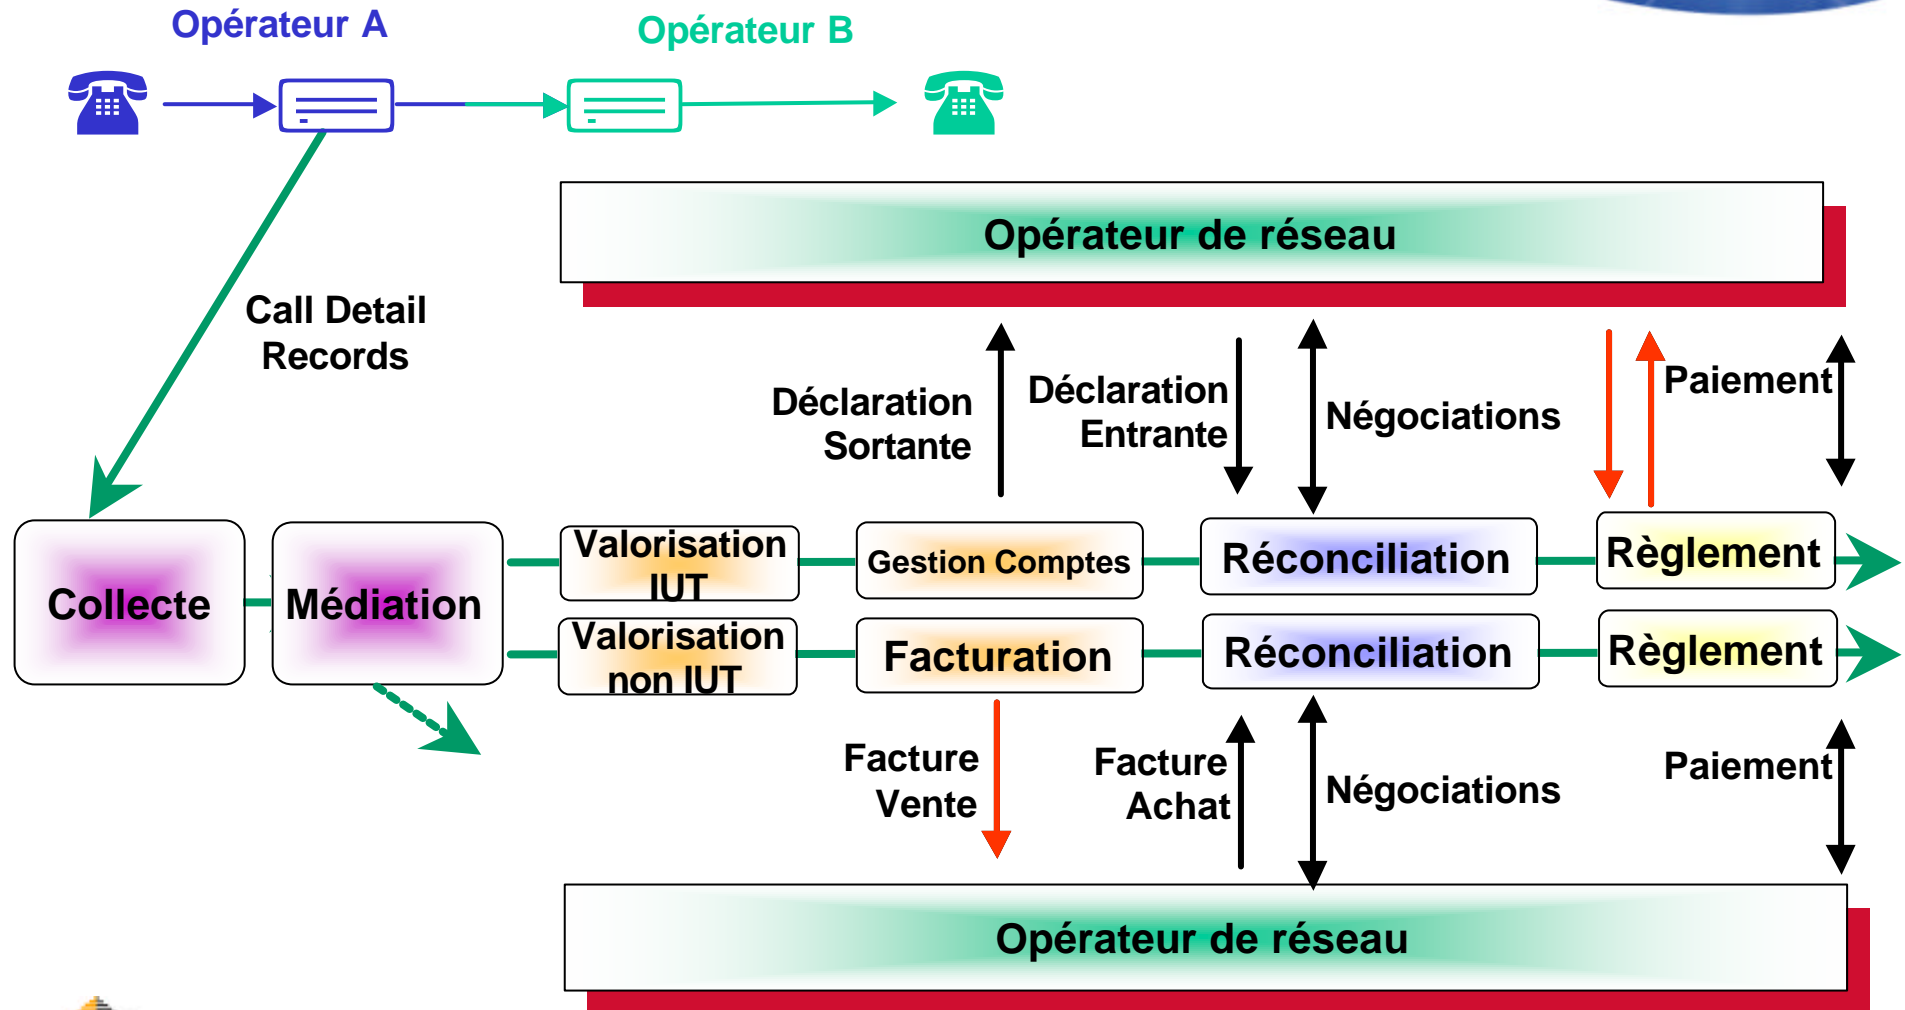 Opérateur A
Opérateur B
Opérateur de réseau
Call Detail
Records
Déclaration
Sortante
Déclaration
Entrante
Négociations
Paiement
Collecte
Médiation
Valorisation
IUT
Gestion Comptes
Réconciliation
Règlement
Valorisation
non IUT
Facturation
Réconciliation
Règlement
Facture
Vente
Facture
Achat
Négociations
Paiement
Opérateur de réseau